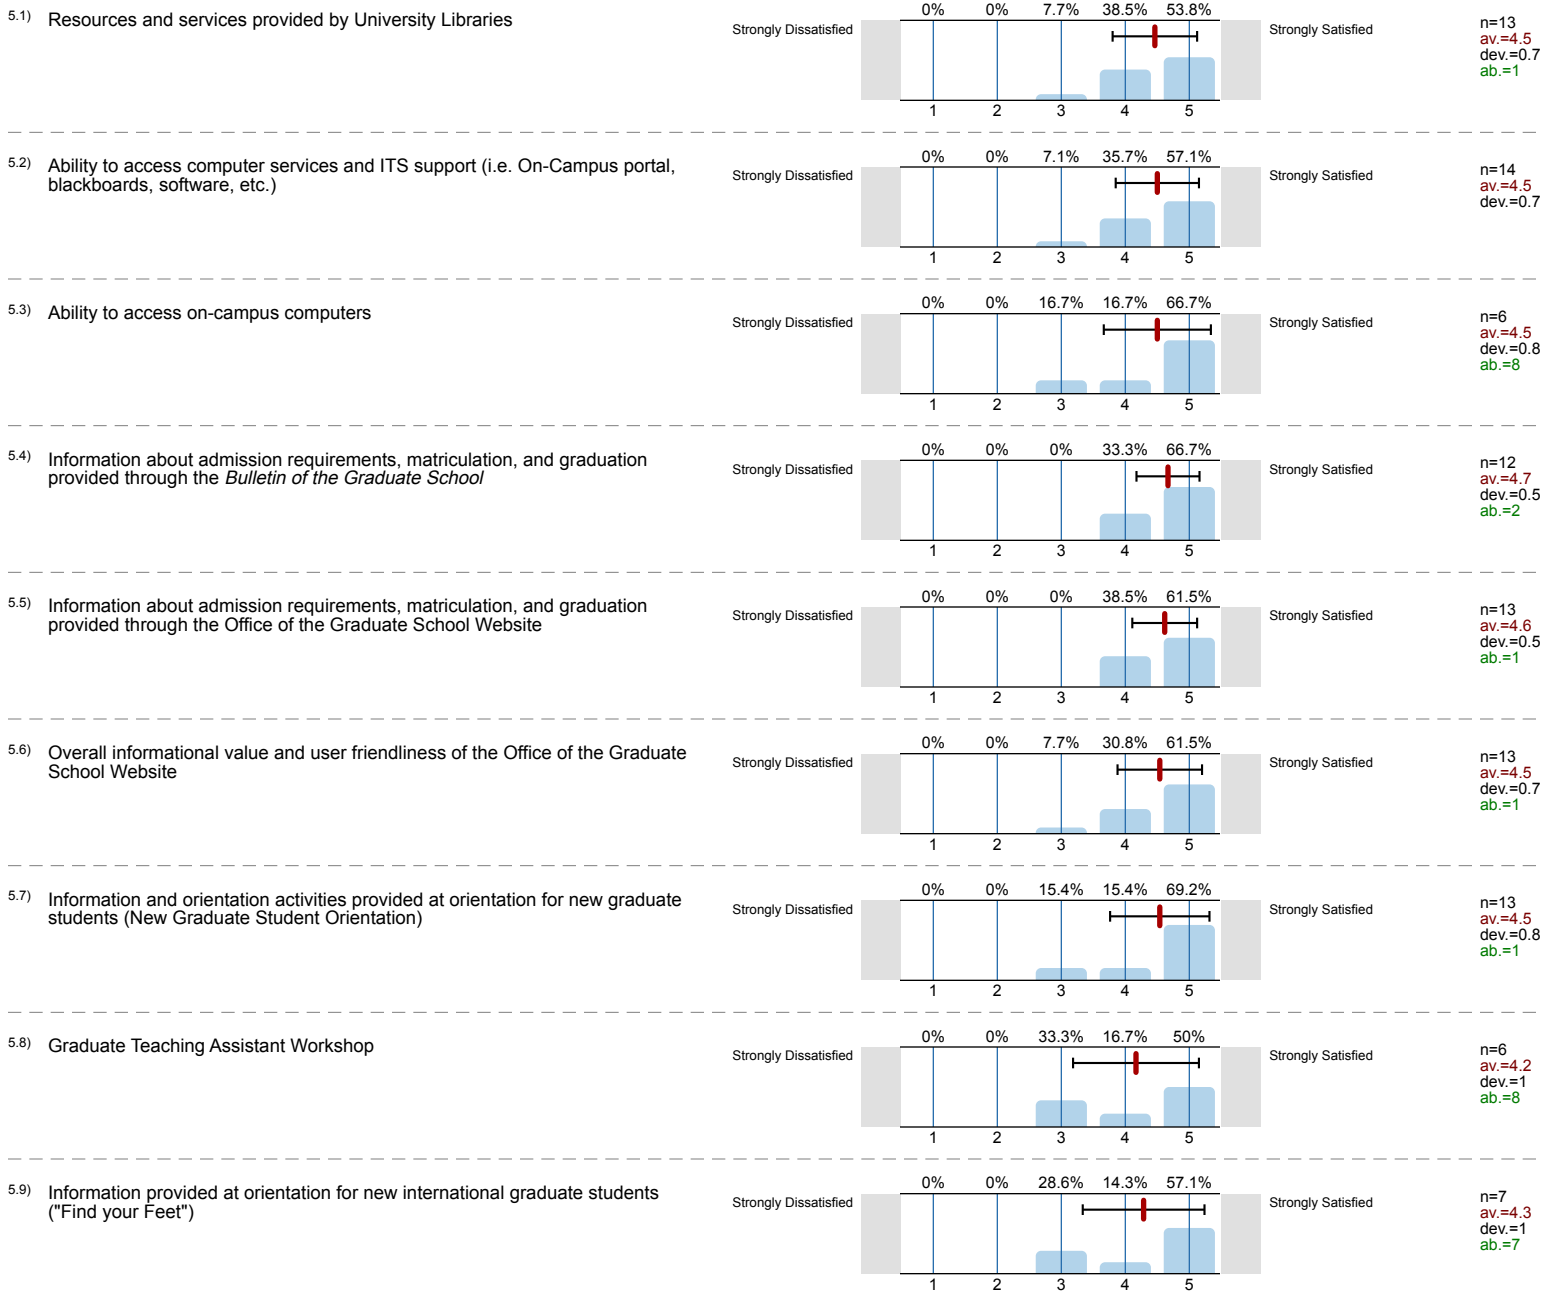 5.1) Resources and services provided by University Libraries
Strongly Dissatisfied
0% 0% 7.7% 38.5% 53.8%
1 2 3 4 5
Strongly Satisfied
n=13
av.=4.5
dev.=0.7
ab.=1
5.2) Ability to access computer services and ITS support (i.e. On-Campus portal,
blackboards, software, etc.)
Strongly Dissatisfied
0% 0% 7.1% 35.7% 57.1%
1 2 3 4 5
Strongly Satisfied
n=14
av.=4.5
dev.=0.7
5.3) Ability to access on-campus computers
Strongly Dissatisfied
0% 0% 16.7% 16.7% 66.7%
1 2 3 4 5
Strongly Satisfied
n=6
av.=4.5
dev.=0.8
ab.=8
5.4) Information about admission requirements, matriculation, and graduation
provided through the Bulletin of the Graduate School
Strongly Dissatisfied
0% 0% 0% 33.3% 66.7%
1 2 3 4 5
Strongly Satisfied
n=12
av.=4.7
dev.=0.5
ab.=2
5.5) Information about admission requirements, matriculation, and graduation
provided through the Office of the Graduate School Website
Strongly Dissatisfied
0% 0% 0% 38.5% 61.5%
1 2 3 4 5
Strongly Satisfied
n=13
av.=4.6
dev.=0.5
ab.=1
5.6) Overall informational value and user friendliness of the Office of the Graduate
School Website
Strongly Dissatisfied
0% 0% 7.7% 30.8% 61.5%
1 2 3 4 5
Strongly Satisfied
n=13
av.=4.5
dev.=0.7
ab.=1
5.7) Information and orientation activities provided at orientation for new graduate
students (New Graduate Student Orientation)
Strongly Dissatisfied
0% 0% 15.4% 15.4% 69.2%
1 2 3 4 5
Strongly Satisfied
n=13
av.=4.5
dev.=0.8
ab.=1
5.8) Graduate Teaching Assistant Workshop
Strongly Dissatisfied
0% 0% 33.3% 16.7% 50%
1 2 3 4 5
Strongly Satisfied
n=6
av.=4.2
dev.=1
ab.=8
5.9) Information provided at orientation for new international graduate students
("Find your Feet")
Strongly Dissatisfied
0% 0% 28.6% 14.3% 57.1%
1 2 3 4 5
Strongly Satisfied
n=7
av.=4.3
dev.=1
ab.=7